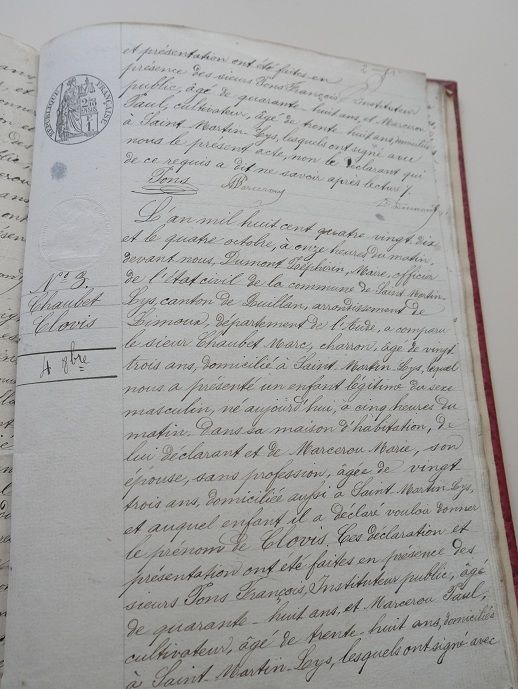 et présentation ont été faites en
présence des sieurs Fons François, Instituteur
public, âgé de quarante huit ans, et Marcerou
Paul, cultivateur, âgé de trente huit ans, domiciliés
à Saint Martin Lys, lesquels ont signé avec
nous le présent acte, non le déclarant qui
de ce requis a dit ne savoir après lecture.
Fons Marcerou
Dumont
REPUBLIQUE FRANÇAISE
N° 3.
Chaubet
Clovis
4 8bre
L'an mil huit cent quatre vingt dix
et le quatre octobre, à onze heures du matin,
devant nous, Dumont Zéphirin, Maire, officier
de l'état civil de la commune de Saint Martin
Lys, canton de Quillan, arrondissement de
Limoux, département de l'Aude, a comparu
le sieur Chaubet Marc, charron, âgé de vingt
trois ans, domicilié à Saint Martin Lys, lequel
nous a présenté un enfant légitime du sexe
masculin, né aujourd'hui, à cinq heures du
matin. Dans sa maison d'habitation, de
lui déclarant et de Marcerou Marie, son
épouse, sans profession, âgée de vingt
trois ans, domiciliée aussi à Saint Martin Lys,
et auquel enfant il a déclaré vouloir donner
le prénom de Clovis. Ces déclaration et
présentation ont été faites en présence des
sieurs Fons François, Instituteur public, âgé
de quarante-huit ans, et Marcerou Paul,
cultivateur, âgé de trente-huit ans, domiciliés
à Saint-Martin-Lys, lesquels ont signé avec